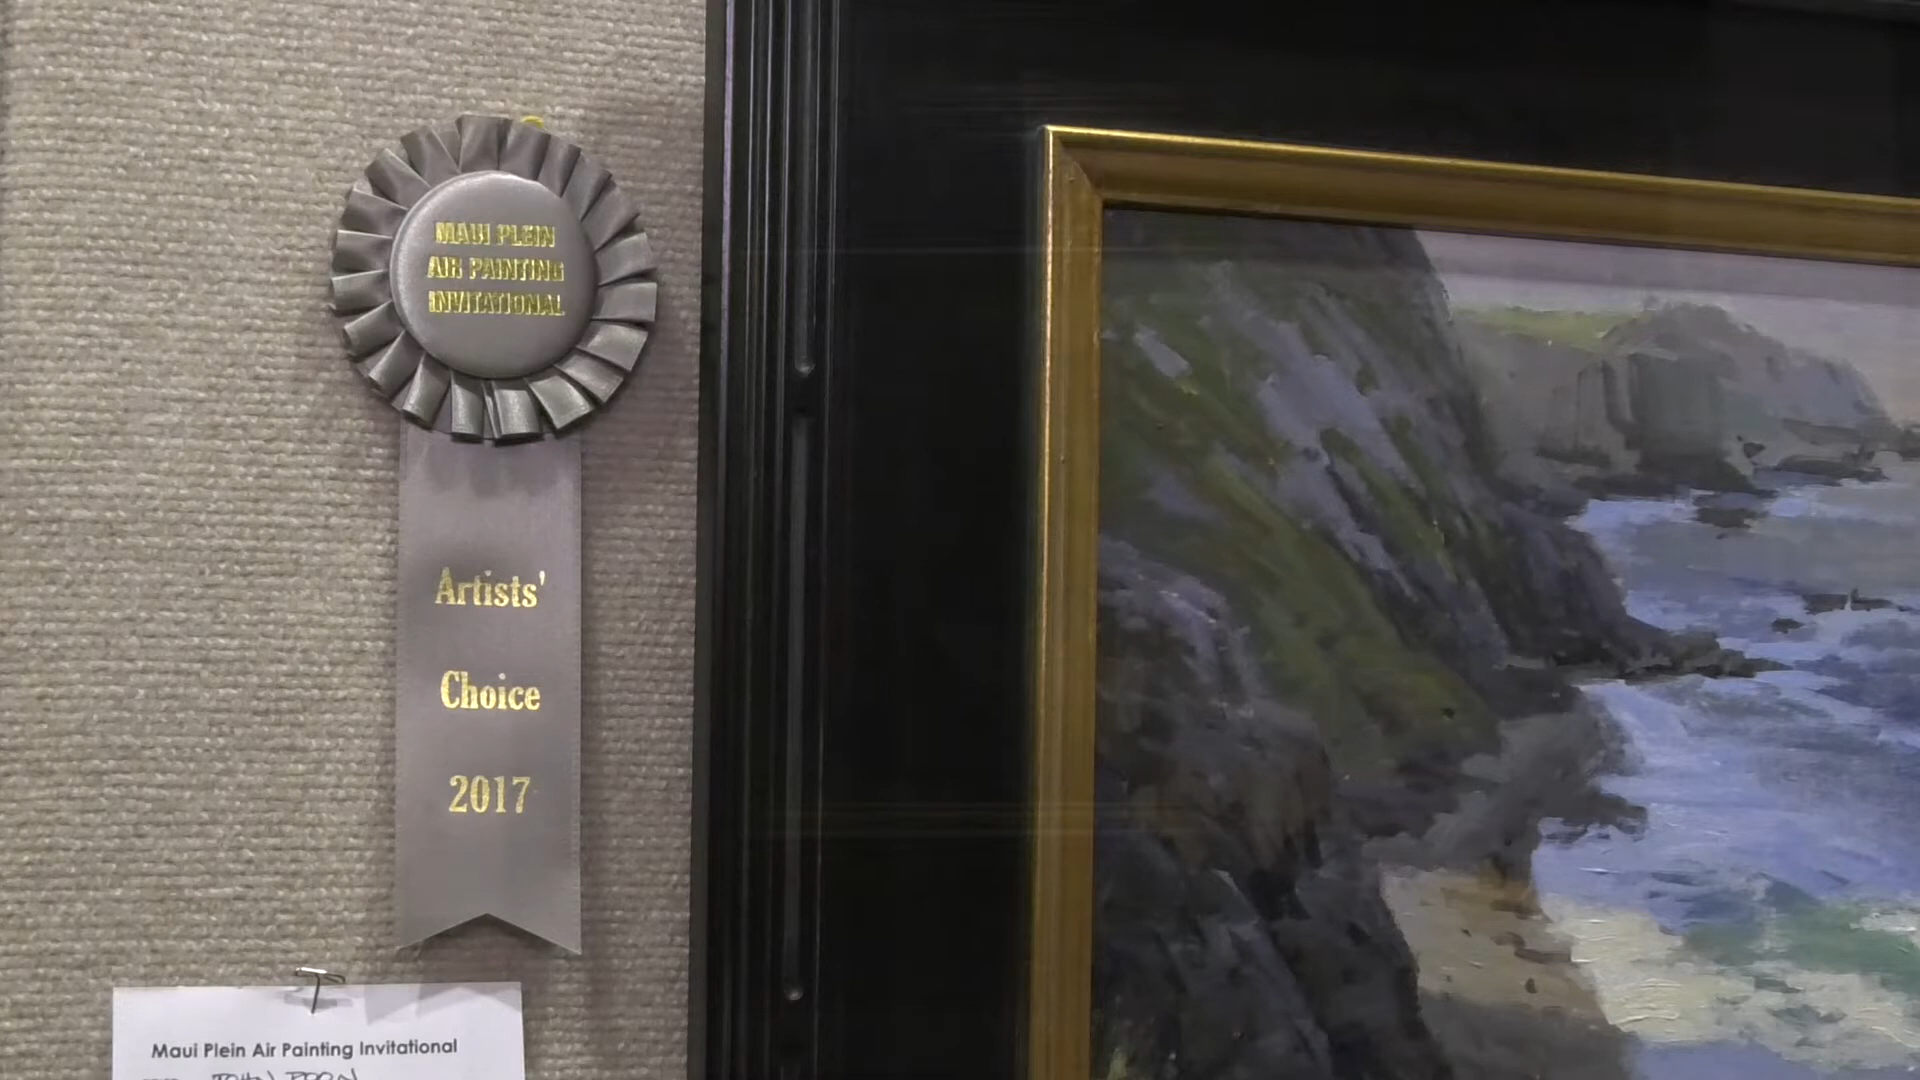 MAUI PLEIN
AIR PAINTING
INVITATIONAL
Artists'
Choice
2017
Maui Plein Air Painting Invitational